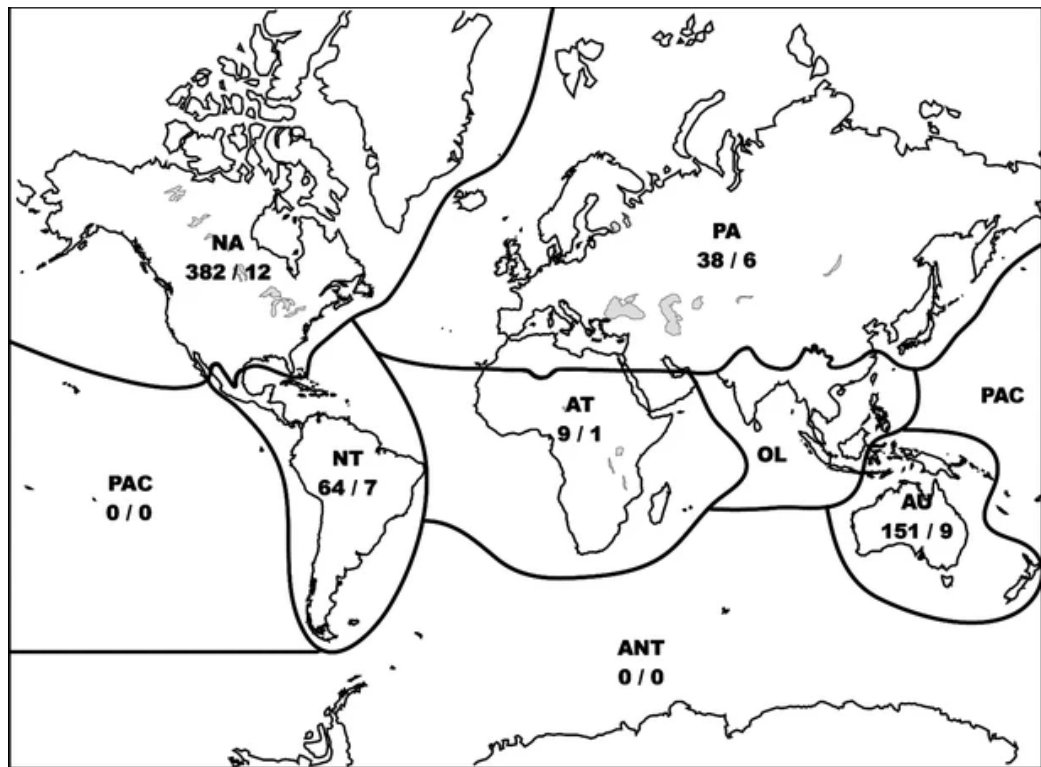 NA
382 / 12
PA
38 / 6
AT
9 / 1
PAC
OL
NT
64 / 7
PAC
0 / 0
AU
151 / 9
ANT
0 / 0